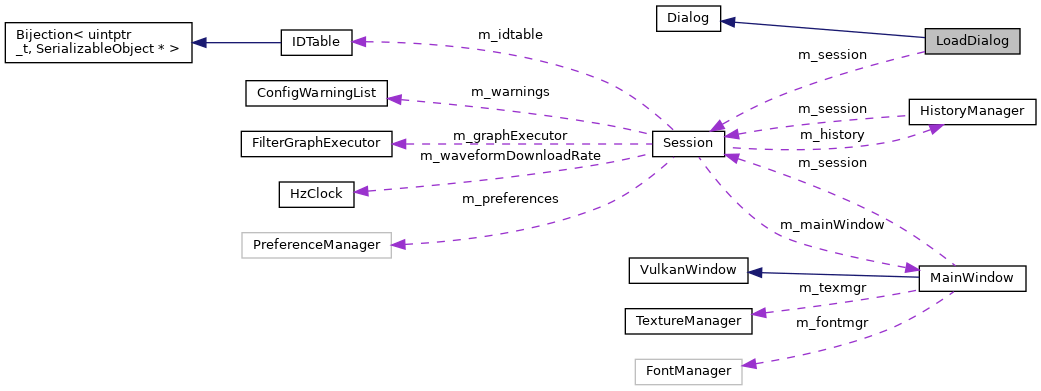 Bijection< uintptr
_t, SerializableObject * >
IDTable
m_idtable
Dialog
LoadDialog
m_session
ConfigWarningList
m_warnings
m_session
HistoryManager
FilterGraphExecutor
m_graphExecutor
Session
m_history
m_waveformDownloadRate
m_session
HzClock
m_preferences
m_mainWindow
PreferenceManager
VulkanWindow
MainWindow
m_texmgr
TextureManager
m_fontmgr
FontManager